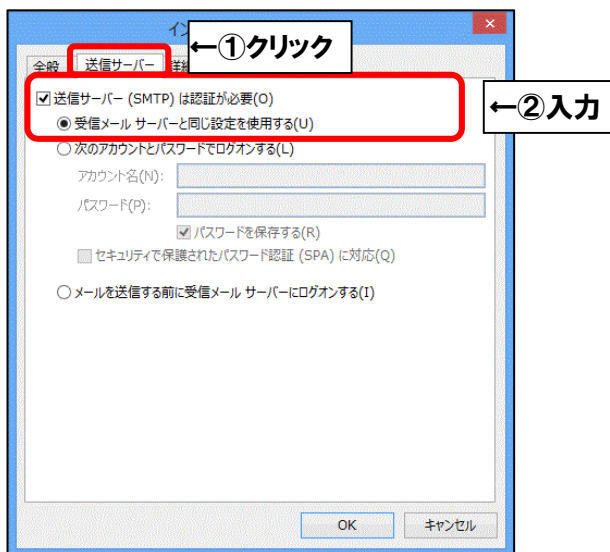 イン
←①クリック
全般
送信サーバー
詳細
送信サーバー (SMTP) は認証が必要(O)
←②入力
受信メール サーバーと同じ設定を使用する(U)
次のアカウントとパスワードでログオンする(L)
アカウント名(N):
パスワード(P):
パスワードを保存する(R)
セキュリティで保護されたパスワード認証 (SPA) に対応(Q)
メールを送信する前に受信メール サーバーにログオンする(I)
OK
キャンセル